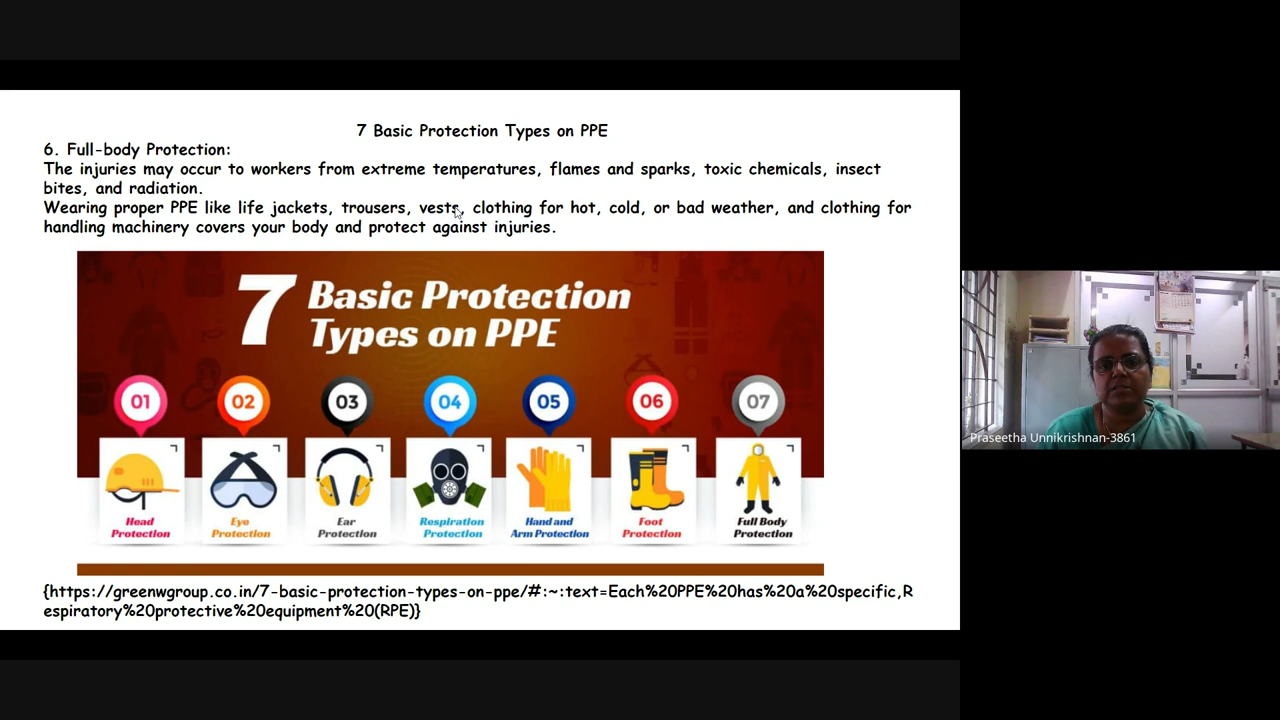 7 Basic Protection Types on PPE
6. Full-body Protection:
The injuries may occur to workers from extreme temperatures, flames and sparks, toxic chemicals, insect
bites, and radiation.
Wearing proper PPE like life jackets, trousers, vests, clothing for hot, cold, or bad weather, and clothing for
handling machinery covers your body and protect against injuries.
7 Basic Protection
Types on PPE
01 02 03 04 05 06 07
Head
Protection
Eye
Protection
Ear
Protection
Respiration
Protection
Hand and
Arm Protection
Foot
Protection
Full Body
Protection
{https://greenwgroup.co.in/7-basic-protection-types-on-ppe/#:~:text=Each%20PPE%20has%20a%20specific,R
espiratory%20protective%20equipment%20(RPE)}
Praseetha Unnikrishnan-3861